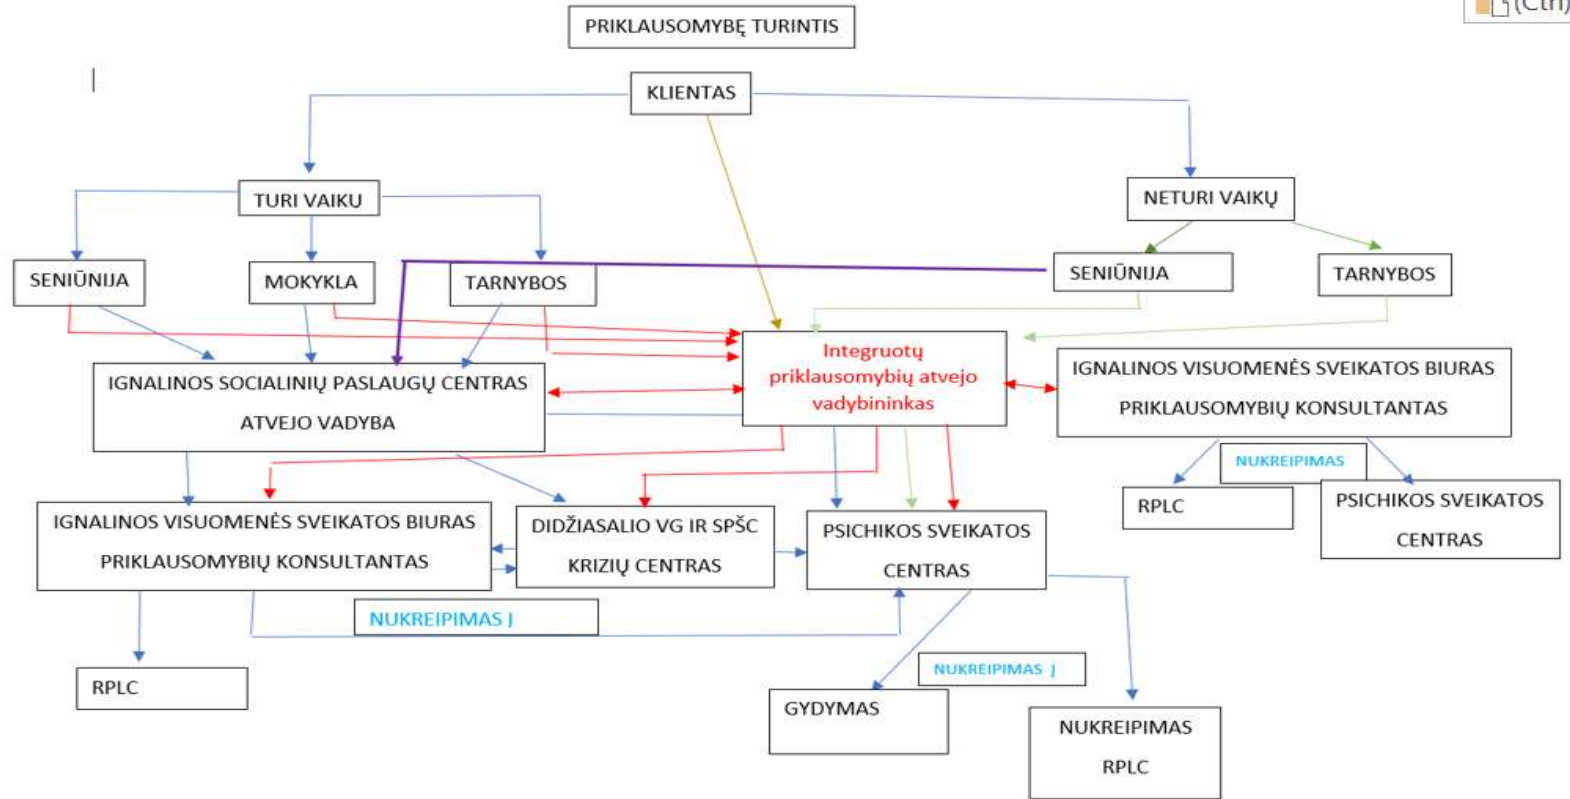 (Ctrl)
PRIKLAUSOMYBĘ TURINTIS
KLIENTAS
TURI VAIKŲ
NETURI VAIKŲ
SENIŪNIJA
MOKYKLA
TARNYBOS
SENIŪNIJA
TARNYBOS
IGNALINOS SOCIALINIŲ PASLAUGŲ CENTRAS
ATVEJO VADYBA
Integruotų
priklausomybių atvejo
vadybininkas
IGNALINOS VISUOMENĖS SVEIKATOS BIURAS
PRIKLAUSOMYBIŲ KONSULTANTAS
NUKREIPIMAS
RPLC
PSICHIKOS SVEIKATOS
CENTRAS
IGNALINOS VISUOMENĖS SVEIKATOS BIURAS
PRIKLAUSOMYBIŲ KONSULTANTAS
DIDŽIASALIO VG IR SPŠC
KRIZIŲ CENTRAS
PSICHIKOS SVEIKATOS
CENTRAS
NUKREIPIMAS Į
RPLC
NUKREIPIMAS Į
GYDYMAS
NUKREIPIMAS
RPLC